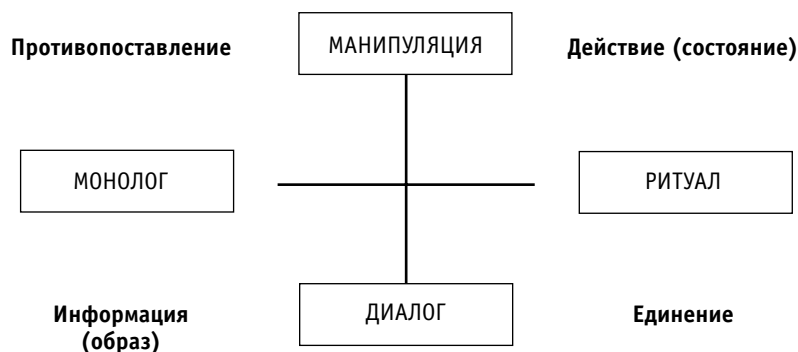 Противопоставление
МАНИПУЛЯЦИЯ
Действие (состояние)
МОНОЛОГ
РИТУАЛ
Информация
(образ)
ДИАЛОГ
Единение